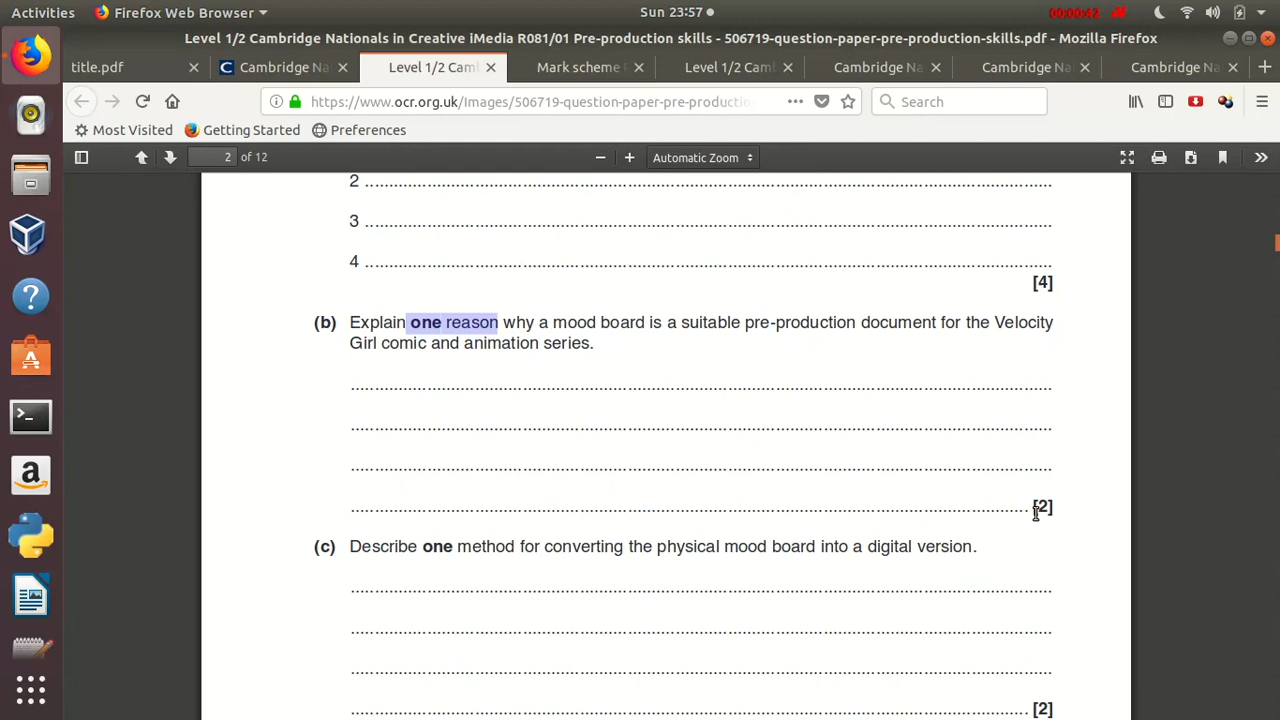 Activities Firefox Web Browser Sun 23:57 00:00:42
Level 1/2 Cambridge Nationals in Creative iMedia R081/01 Pre-production skills - 506719-question-paper-pre-production-skills.pdf - Mozilla Firefox
title.pdf Cambridge Na Level 1/2 Cam Mark scheme Level 1/2 Cam Cambridge Na Cambridge Na Cambridge Na
https://www.ocr.org.uk/Images/506719-question-paper-pre-productio Search
Most Visited Getting Started Preferences
2 of 12 Automatic Zoom
2 ....................................................................................................
3 ....................................................................................................
4 ....................................................................................................
[4]
(b) Explain one reason why a mood board is a suitable pre-production document for the Velocity
Girl comic and animation series.
....................................................................................................
....................................................................................................
....................................................................................................
.................................................................................................... [2]
(c) Describe one method for converting the physical mood board into a digital version.
....................................................................................................
....................................................................................................
....................................................................................................
.................................................................................................... [2]